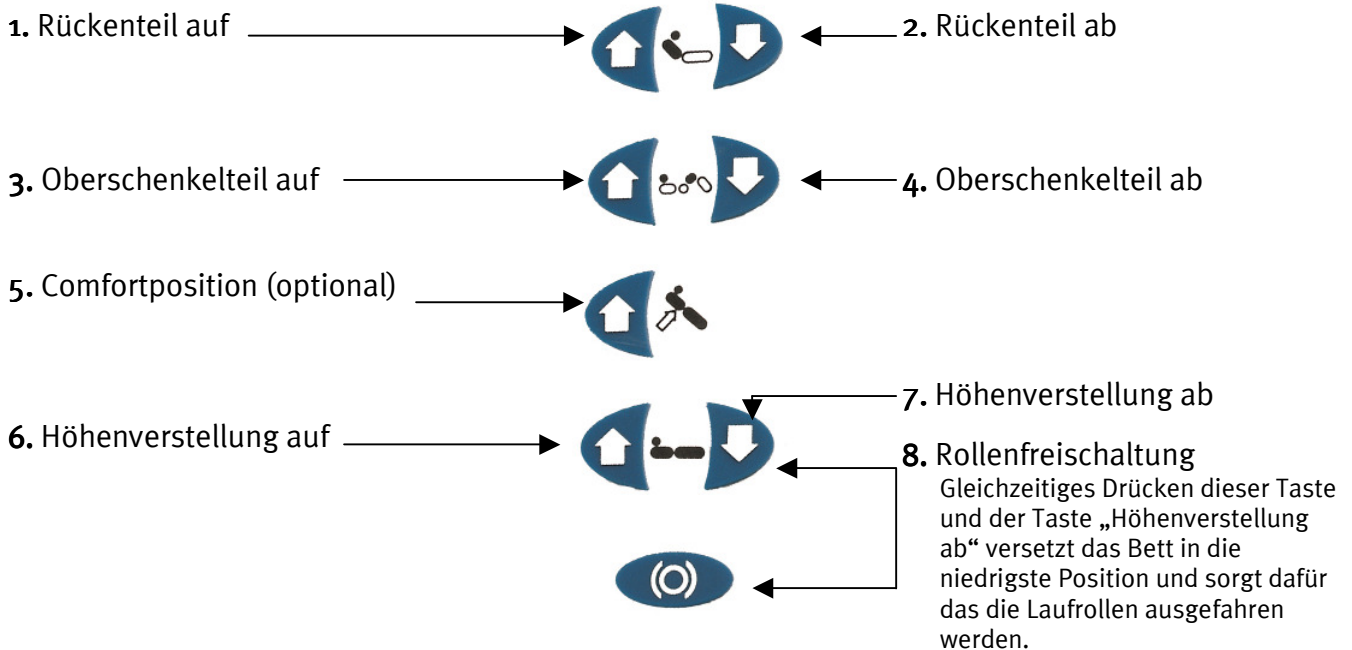 1. Rückenteil auf
2. Rückenteil ab
3. Oberschenkelteil auf
4. Oberschenkelteil ab
5. Comfortposition (optional)
6. Höhenverstellung auf
7. Höhenverstellung ab
8. Rollenfreischaltung
Gleichzeitiges Drücken dieser Taste
und der Taste „Höhenverstellung
ab“ versetzt das Bett in die
niedrigste Position und sorgt dafür
das die Laufrollen ausgefahren
werden.